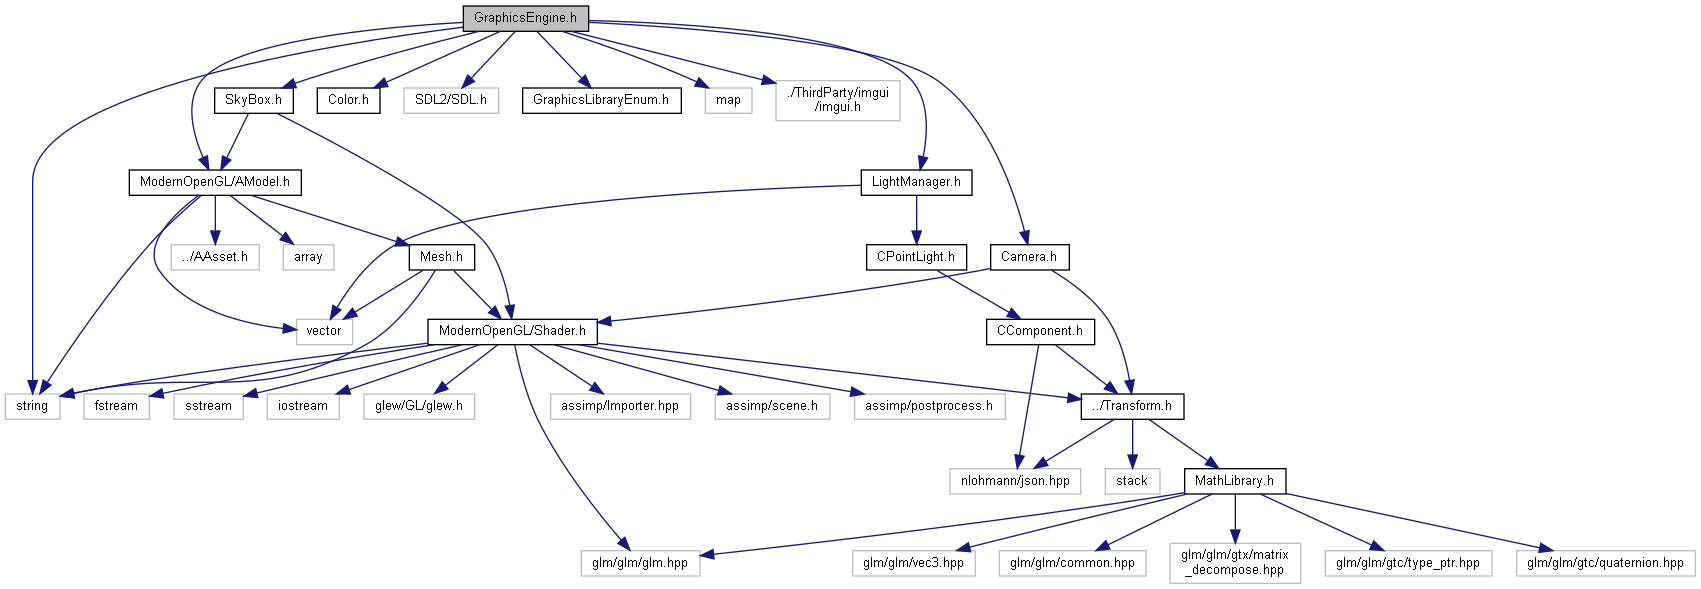 GraphicsEngine.h
SkyBox.h
Color.h
SDL2/SDL.h
GraphicsLibraryEnum.h
map
./ThirdParty/imgui
/imgui.h
ModernOpenGL/AModel.h
LightManager.h
../AAsset.h
array
Mesh.h
CPointLight.h
Camera.h
vector
ModernOpenGL/Shader.h
CComponent.h
string
fstream
sstream
iostream
glew/GL/glew.h
assimp/Importer.hpp
assimp/scene.h
assimp/postprocess.h
../Transform.h
nlohmann/json.hpp
stack
MathLibrary.h
glm/glm/glm.hpp
glm/glm/vec3.hpp
glm/glm/common.hpp
glm/glm/gtx/matrix
_decompose.hpp
glm/glm/gtc/type_ptr.hpp
glm/glm/gtc/quaternion.hpp